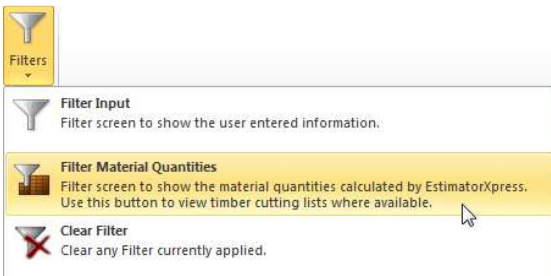 Filters
Filter Input
Filter screen to show the user entered information.
Filter Material Quantities
Filter screen to show the material quantities calculated by EstimatorXpress.
Use this button to view timber cutting lists where available.
Clear Filter
Clear any Filter currently applied.